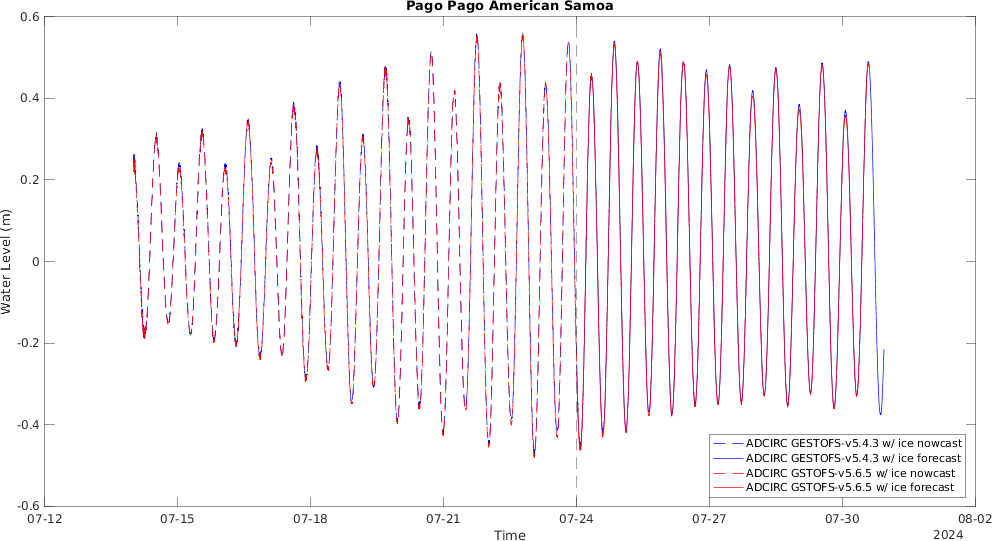 Pago Pago American Samoa
0.6
0.4
0.2
0
-0.2
-0.4
-0.6
Water Level (m)
ADCIRC GESTOFS-v5.4.3 w/ ice nowcast
ADCIRC GESTOFS-v5.4.3 w/ ice forecast
ADCIRC GSTOFS-v5.6.5 w/ ice nowcast
ADCIRC GSTOFS-v5.6.5 w/ ice forecast
07-12 07-15 07-18 07-21 07-24 07-27 07-30 08-02
Time
2024